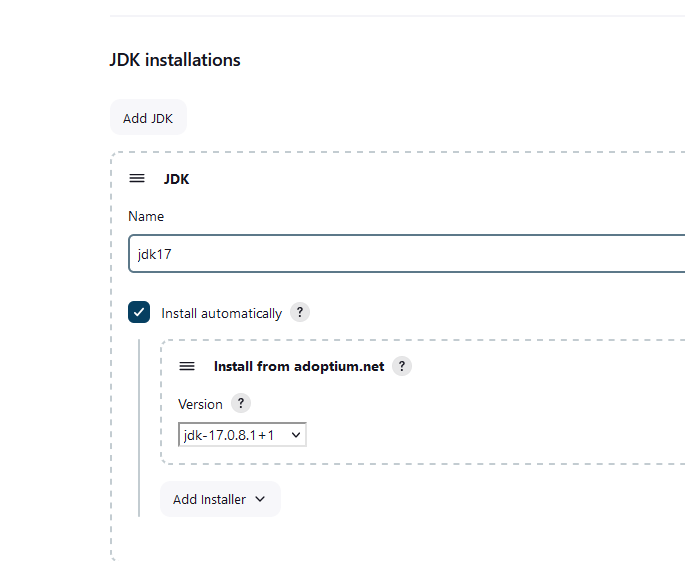 JDK installations
Add JDK
JDK
Name
jdk17
Install automatically ?
Install from adoptium.net ?
Version ?
jdk-17.0.8.1+1
Add Installer